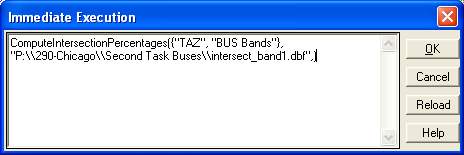 Immediate Execution
ComputeIntersectionPercentages({"TAZ", "BUS Bands"},
"P:\\290-Chicago\\Second Task Buses\\intersect_band1.dbf",)
OK
Cancel
Reload
Help